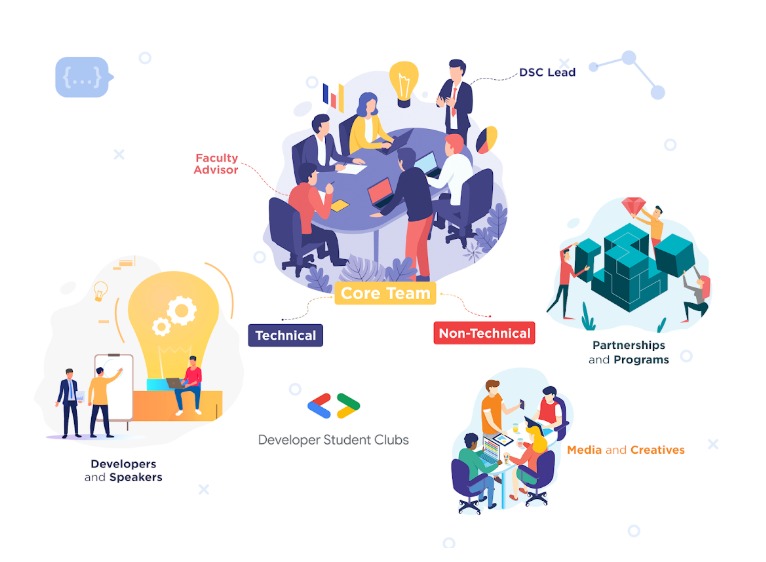 {...}
DSC Lead
Faculty
Advisor
Core Team
Technical
Non-Technical
Partnerships
and Programs
Developer Student Clubs
Media and Creatives
Developers
and Speakers